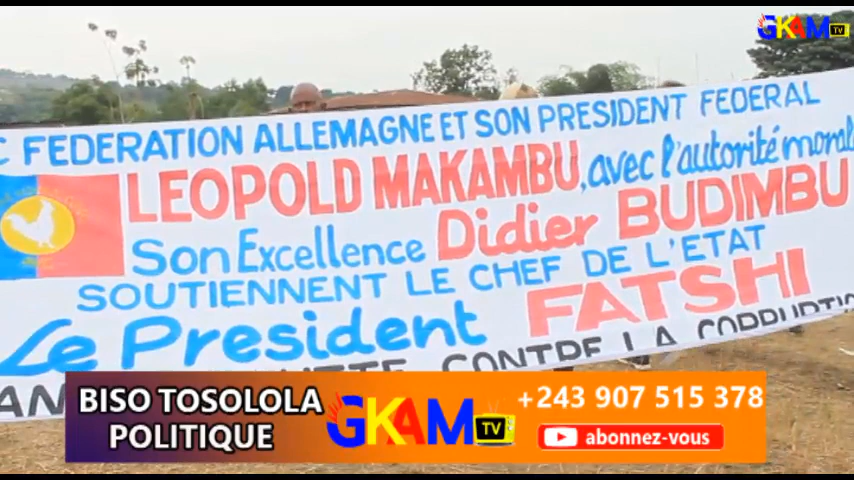 GKAM TV
C FEDERATION ALLEMAGNE ET SON PRESIDENT FEDERAL
LEOPOLD MAKAMBU, avec l'autorité moral
Son Excellence Didier BUDIMBU
SOUTIENNENT LE CHEF DE L'ETAT
Le President FATSHI
CONTRE LA CORRUPTIO
BISO TOSOLOLA
POLITIQUE
GKAM TV
+243 907 515 378
abonnez-vous